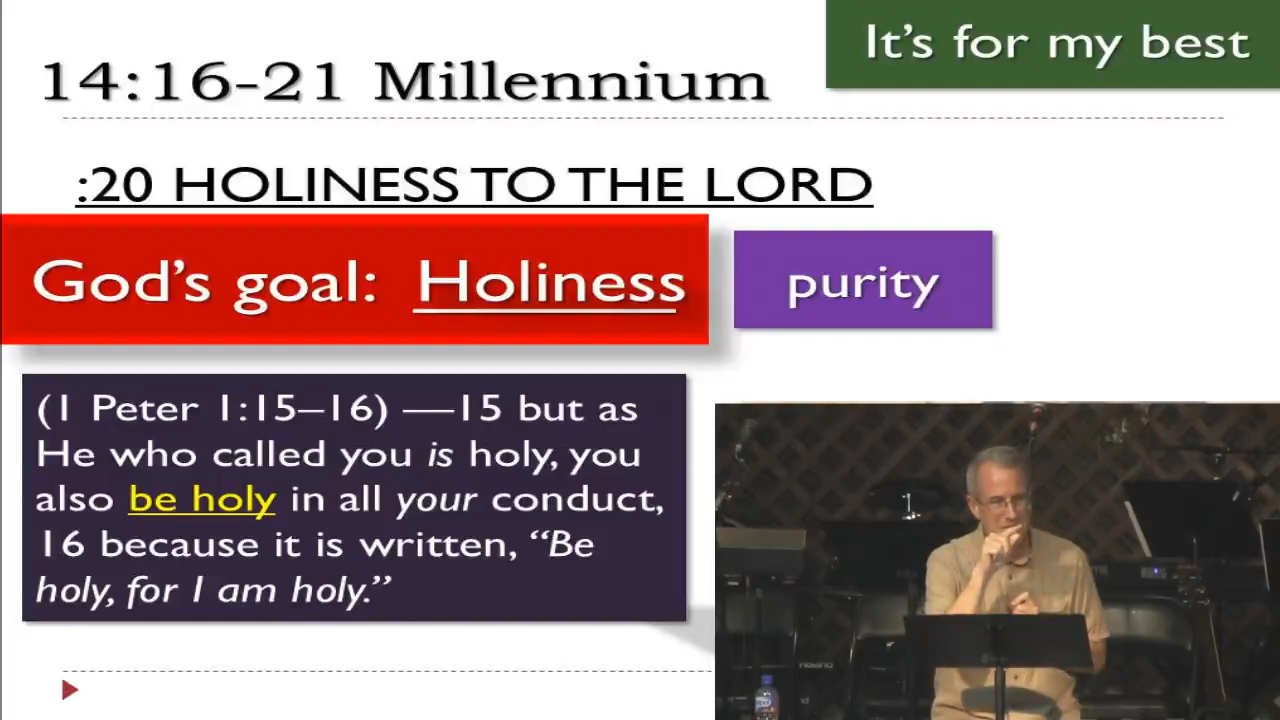 It's for my best
14:16-21 Millennium
:20 HOLINESS TO THE LORD
God's goal: Holiness
purity
(1 Peter 1:15–16) —15 but as
He who called you is holy, you
also be holy in all your conduct,
16 because it is written, “Be
holy, for I am holy.”